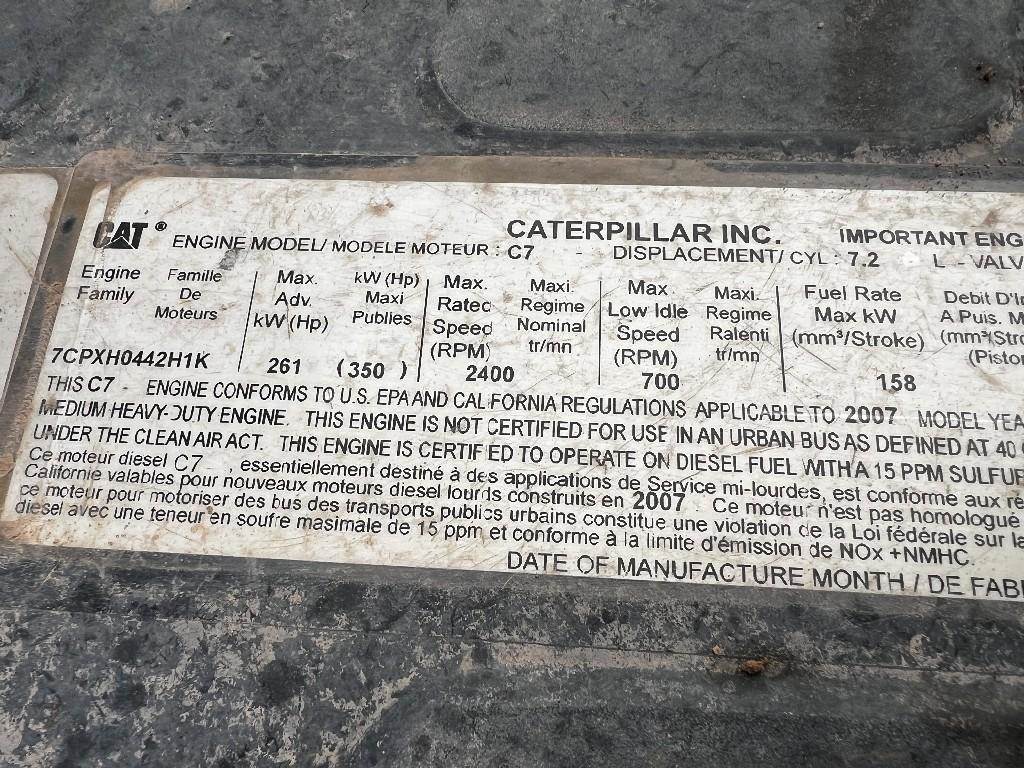 CAT® CATERPILLAR INC. IMPORTANT ENG
ENGINE MODEL/ MODELE MOTEUR : C7 - DISPLACEMENT/ CYL : 7.2 L - VALV
Engine Famille Max. kW (Hp) Max. Maxi. Max. Maxi. Fuel Rate Debit D'In
Family De Adv. Maxi Rated Regime Low Idle Regime Max kW A Puis. M
Moteurs kW (Hp) Publies Speed Nominal Speed Ralenti (mm³/Stroke) (mm³/Stro
(RPM) tr/mn (RPM) tr/mn (Piston
7CPXH0442H1K 261 (350 ) 2400 700 158
THIS C7 - ENGINE CONFORMS TO U.S. EPA AND CALIFORNIA REGULATIONS APPLICABLE TO 2007 MODEL YEA
MEDIUM HEAVY-DUTY ENGINE. THIS ENGINE IS NOT CERTIFIED FOR USE IN AN URBAN BUS AS DEFINED AT 40
UNDER THE CLEAN AIR ACT. THIS ENGINE IS CERTIFIED TO OPERATE ON DIESEL FUEL WITH A 15 PPM SULFUR
Ce moteur diesel C7 - , essentiellement destiné à des applications de Service mi-lourdes, est conforme aux rè
Californie valables pour nouveaux moteurs diesel lourds construits en 2007 . Ce moteur n'est pas homologué
ce moteur pour motoriser des bus des transports publics urbains constitue une violation de la Loi fédérale sur la
diesel avec une teneur en soufre masimale de 15 ppm et conforme à la limite d'émission de NOx +NMHC.
DATE OF MANUFACTURE MONTH / DE FABRI